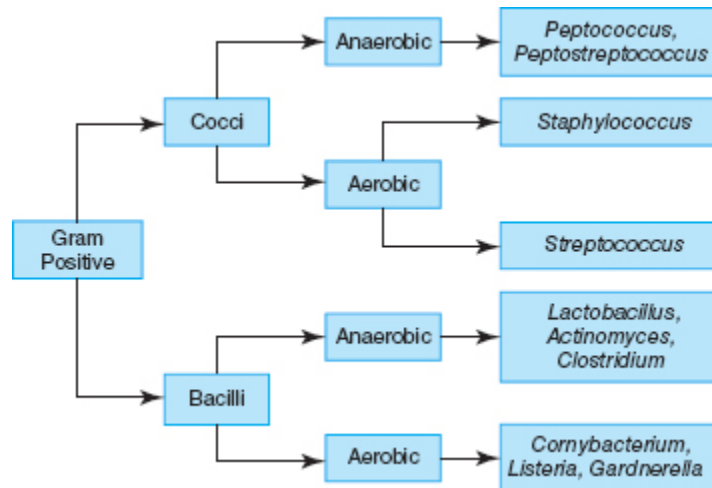 Anaerobic
Peptococcus,
Peptostreptococcus
Cocci
Staphylococcus
Aerobic
Gram
Positive
Streptococcus
Anaerobic
Lactobacillus,
Actinomyces,
Clostridium
Bacilli
Aerobic
Cornybacterium,
Listeria, Gardnerella